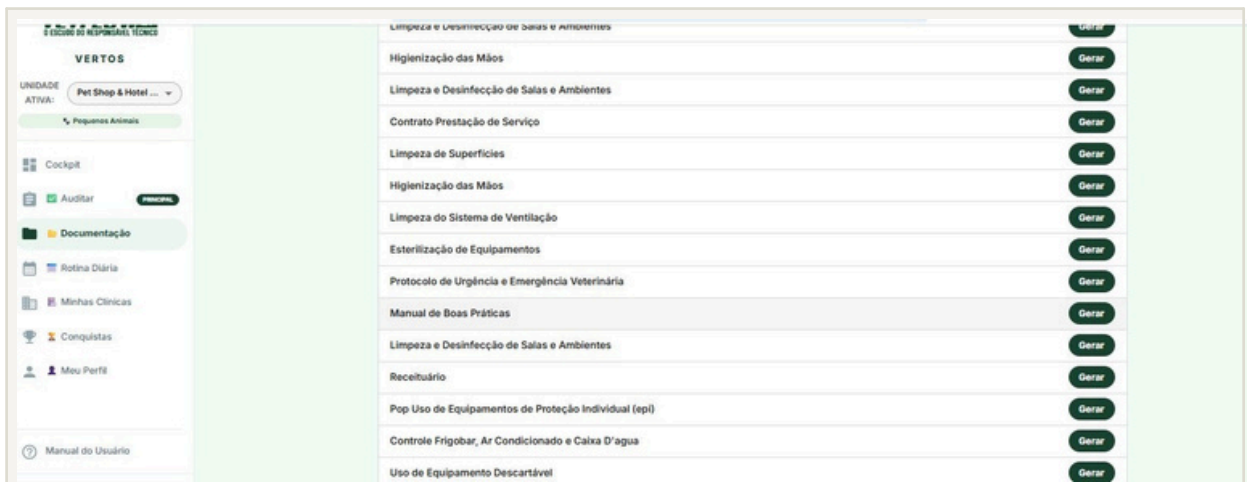 O ESCUDO DO RESPONSÁVEL TÉCNICO
VERTOS
UNIDADE ATIVA:
Pet Shop & Hotel ...
Pequenos Animais
Cockpit
Auditar PRINCIPAL
Documentação
Rotina Diária
Minhas Clínicas
Conquistas
Meu Perfil
Manual do Usuário
Limpeza e Desinfecção de Salas e Ambientes Gerar
Higienização das Mãos Gerar
Limpeza e Desinfecção de Salas e Ambientes Gerar
Contrato Prestação de Serviço Gerar
Limpeza de Superfícies Gerar
Higienização das Mãos Gerar
Limpeza do Sistema de Ventilação Gerar
Esterilização de Equipamentos Gerar
Protocolo de Urgência e Emergência Veterinária Gerar
Manual de Boas Práticas Gerar
Limpeza e Desinfecção de Salas e Ambientes Gerar
Receituário Gerar
Pop Uso de Equipamentos de Proteção Individual (epi) Gerar
Controle Frigobar, Ar Condicionado e Caixa D'agua Gerar
Uso de Equipamento Descartável Gerar